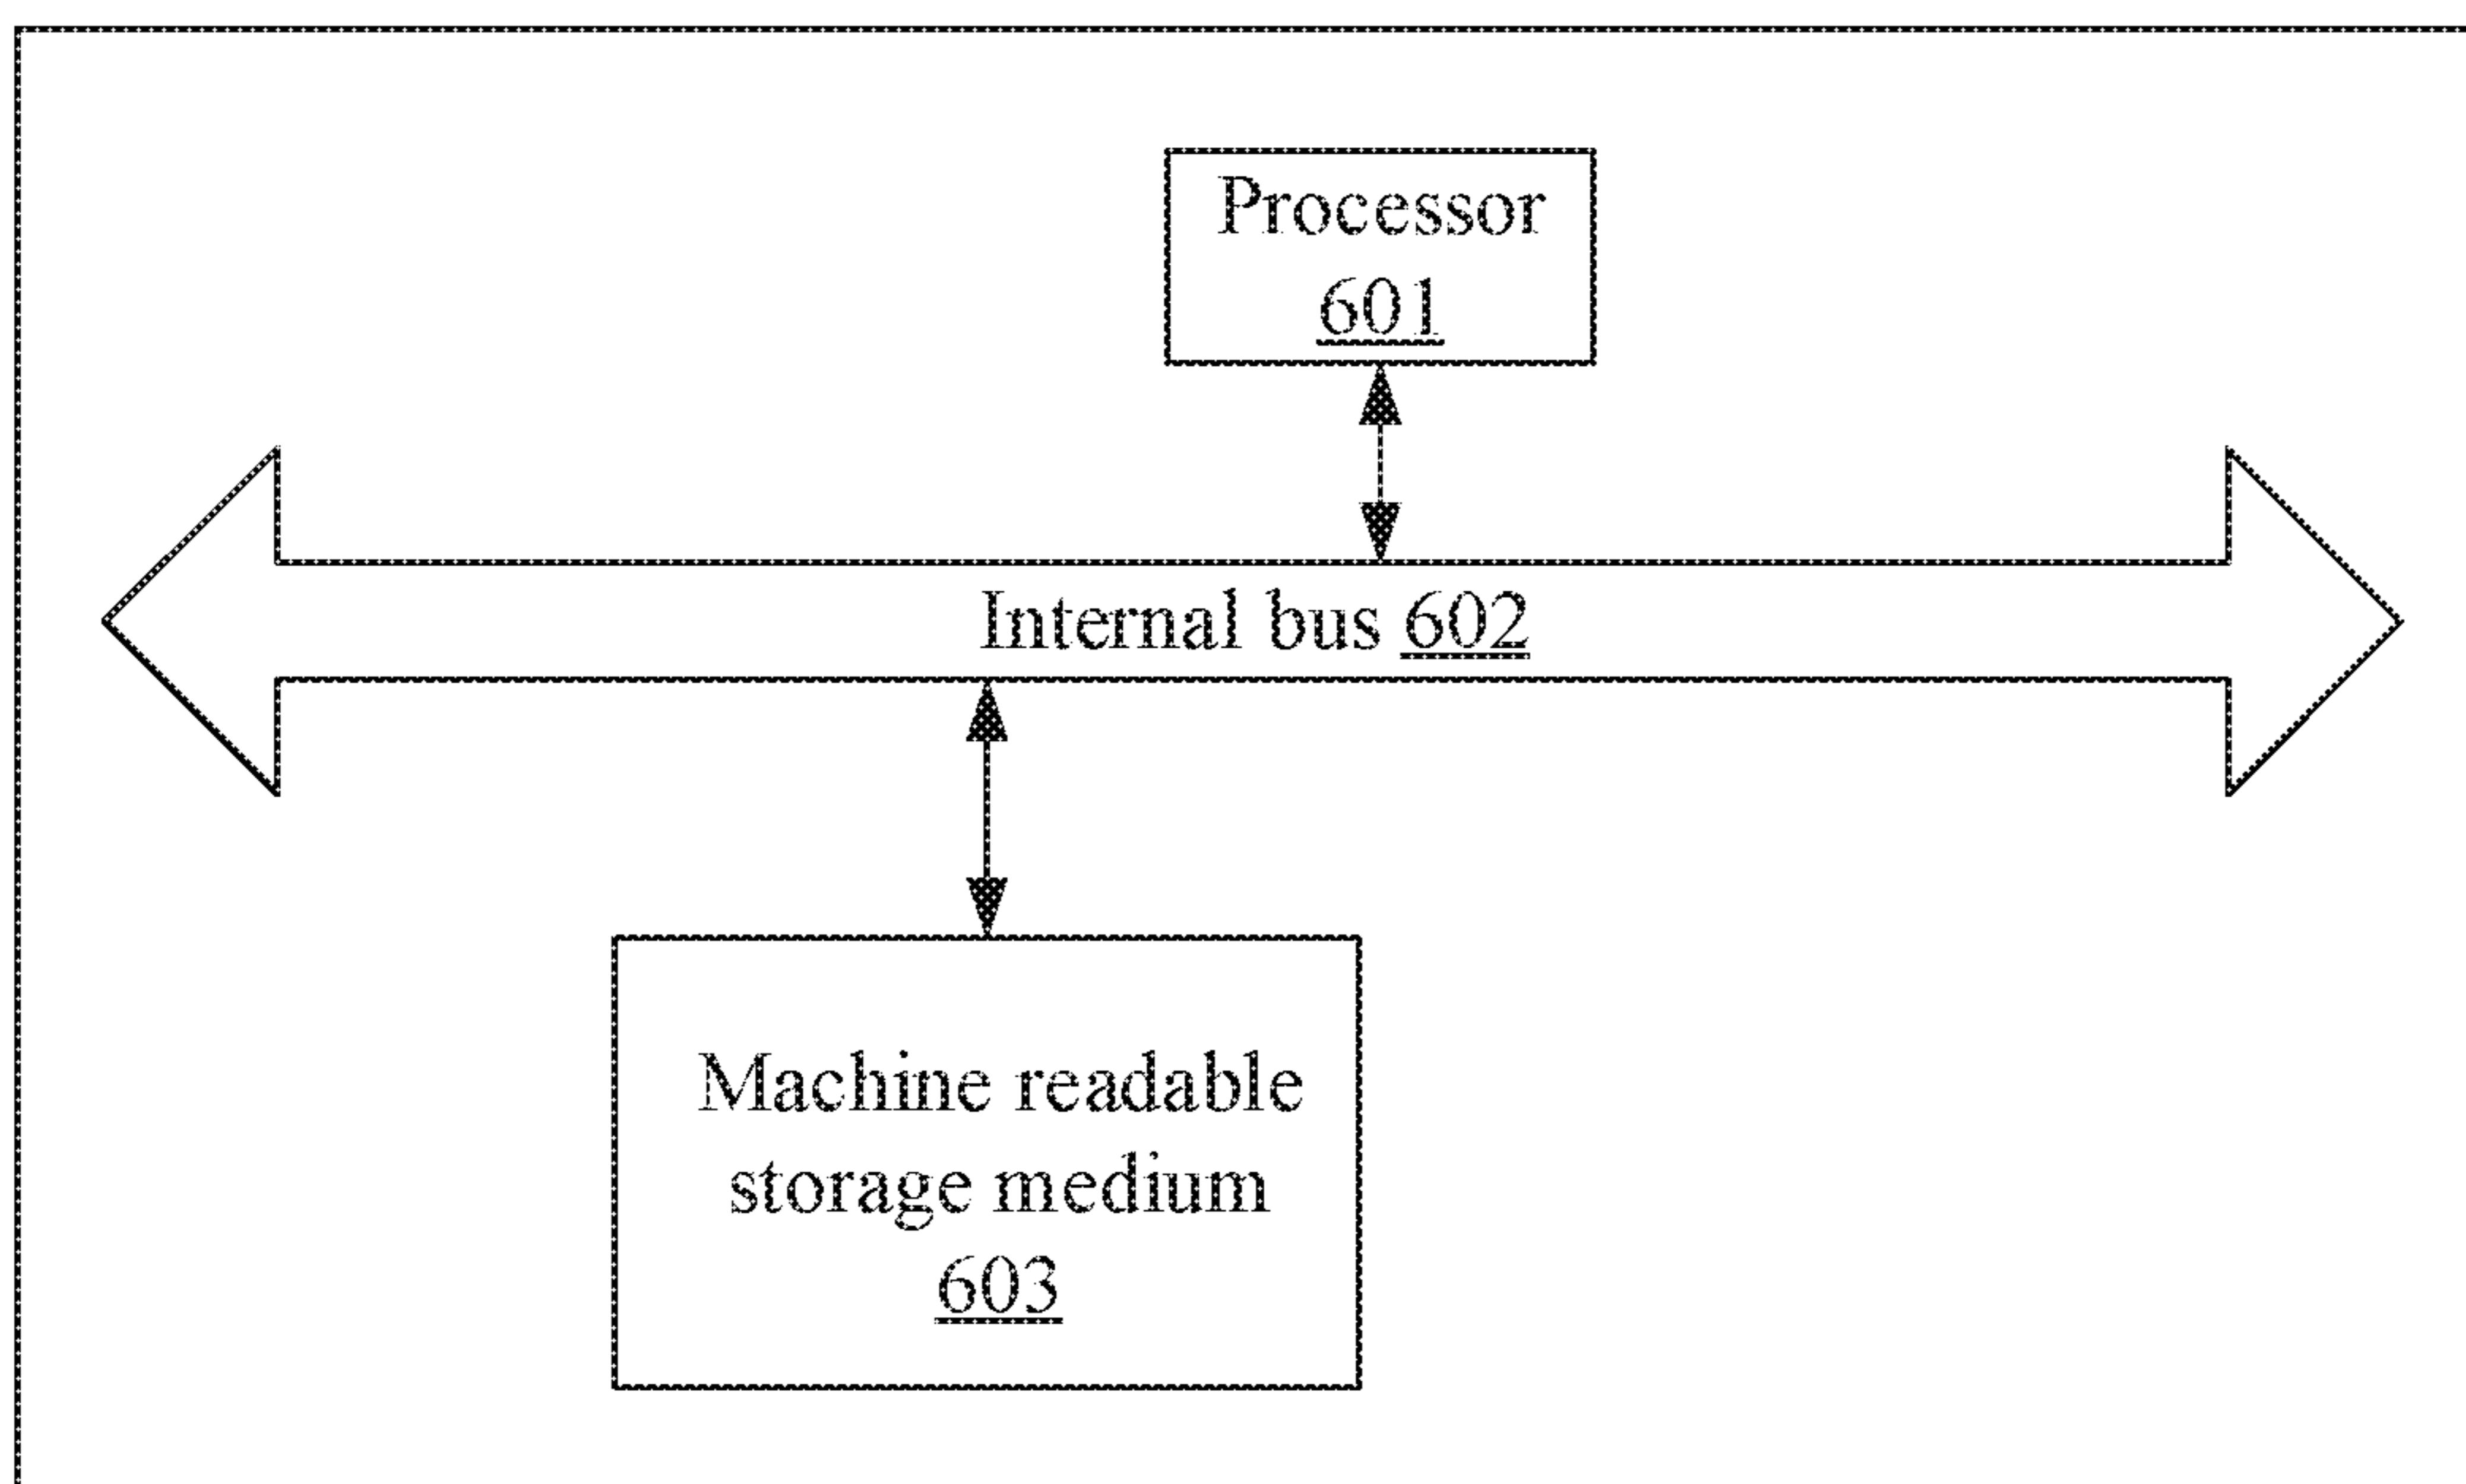 Processor
601
Internal bus 602
Machine readable
storage medium
603